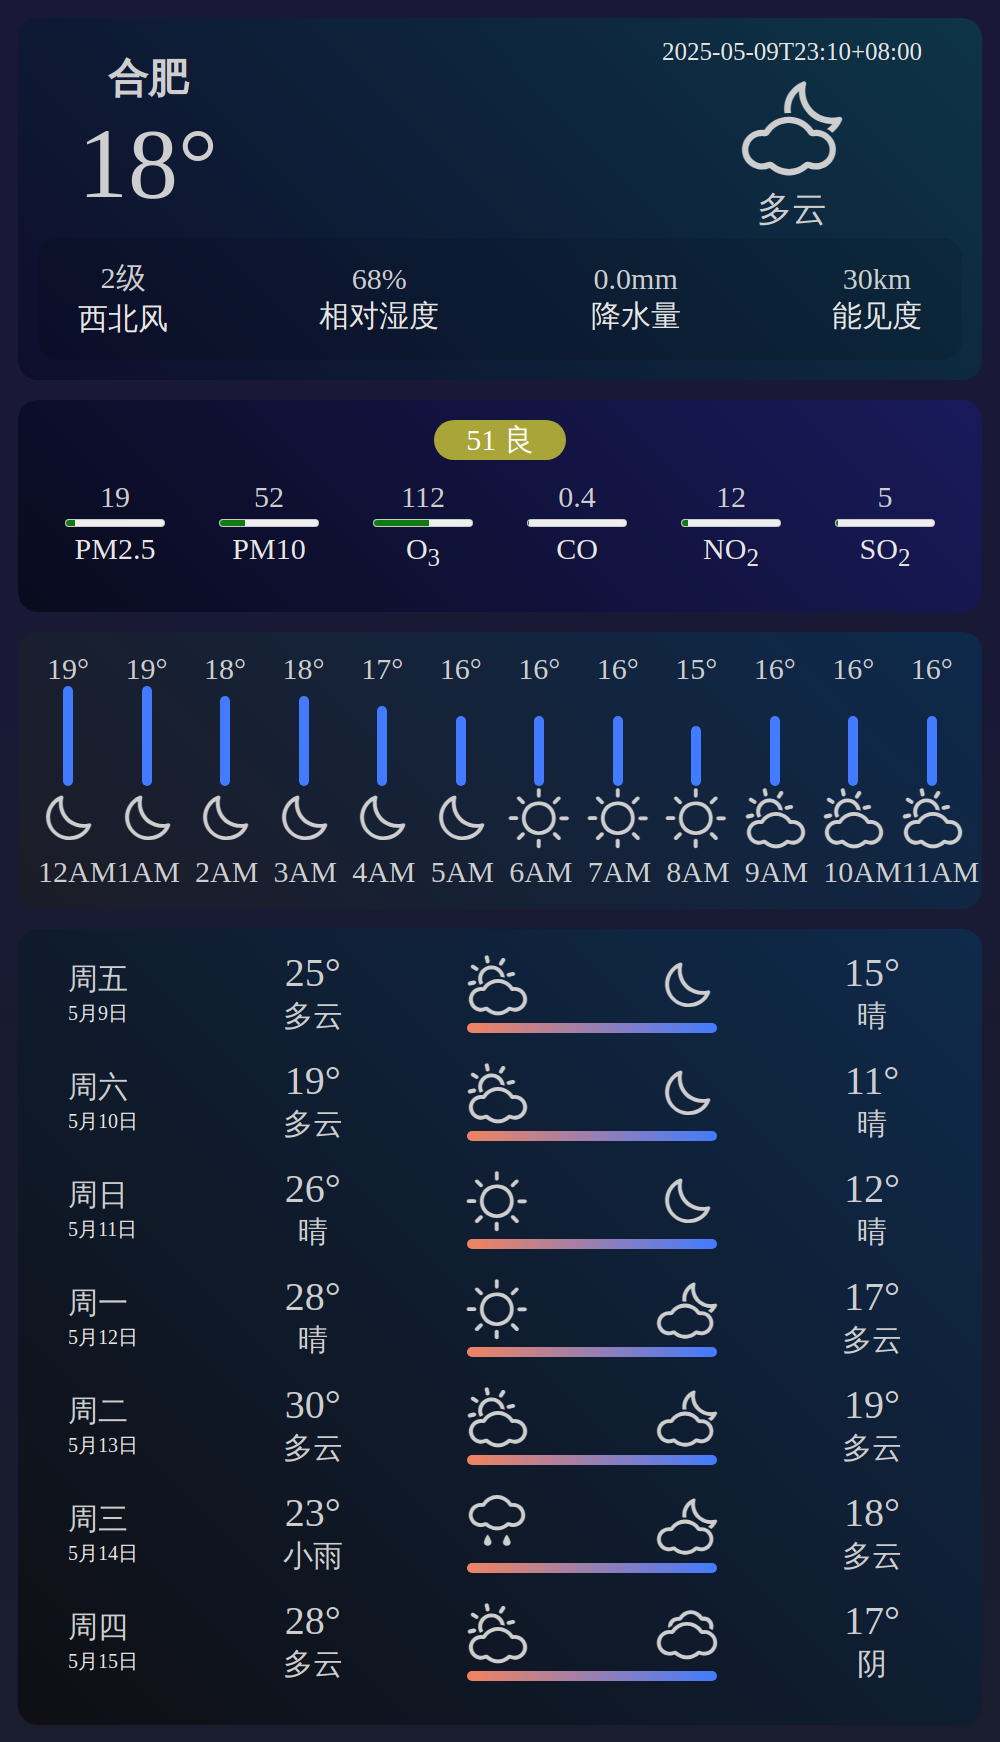 合肥
18°
2025-05-09T23:10+08:00
多云
2级 68% 0.0mm 30km
西北风 相对湿度 降水量 能见度
51 良
19 52 112 0.4 12 5
PM2.5 PM10 O3 CO NO2 SO2
19° 19° 18° 18° 17° 16° 16° 16° 15° 16° 16° 16°
12AM 1AM 2AM 3AM 4AM 5AM 6AM 7AM 8AM 9AM 10AM 11AM
周五 25° 15°
5月9日 多云 晴
周六 19° 11°
5月10日 多云 晴
周日 26° 12°
5月11日 晴 晴
周一 28° 17°
5月12日 晴 多云
周二 30° 19°
5月13日 多云 多云
周三 23° 18°
5月14日 小雨 多云
周四 28° 17°
5月15日 多云 阴